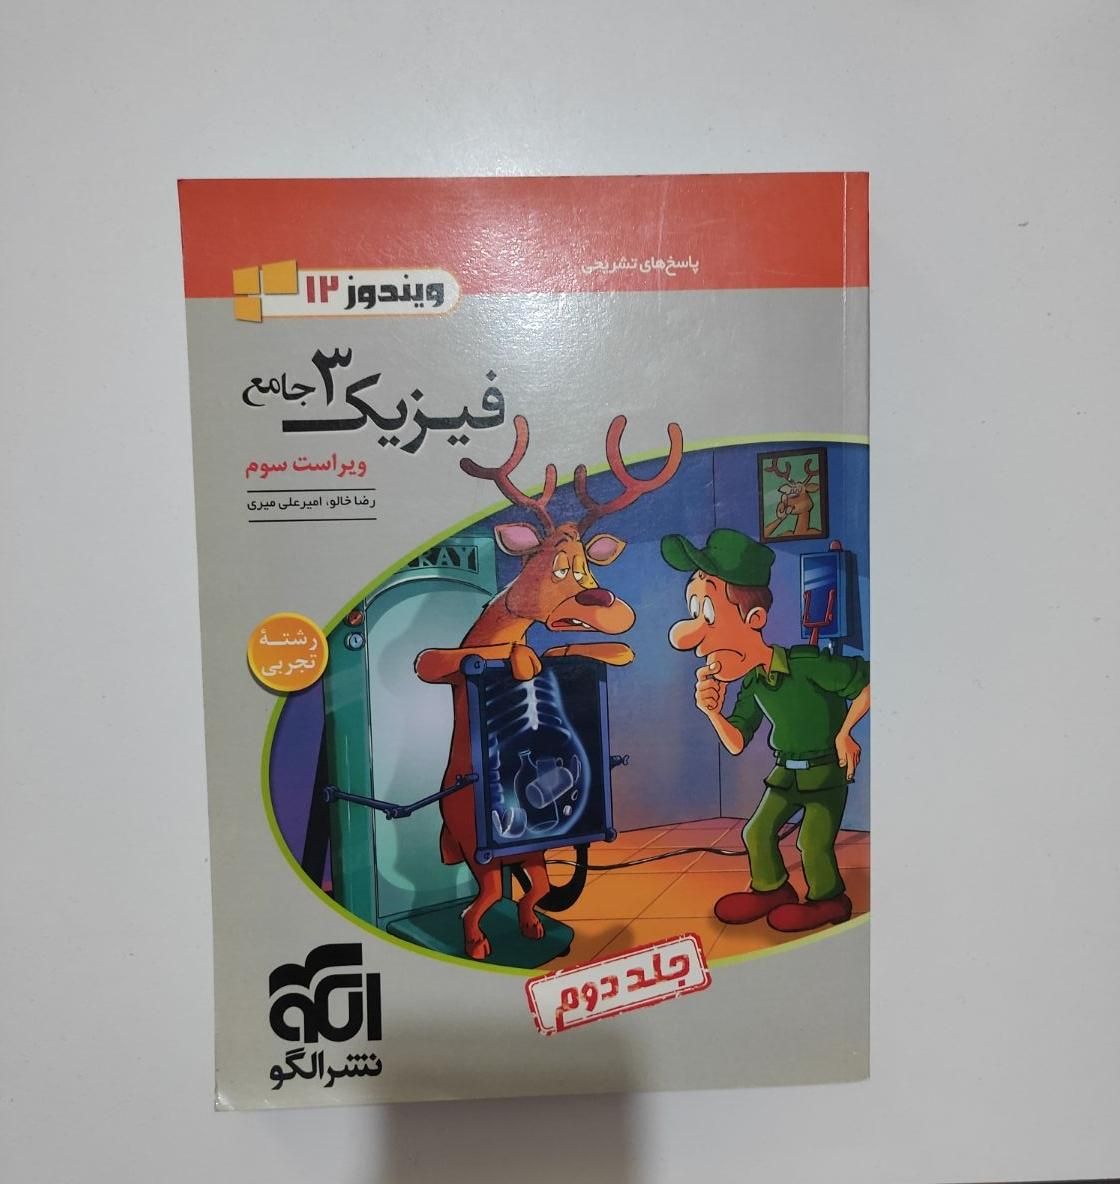 پاسخ‌های تشریحی
ویندوز ۱۲
فیزیک ۳ جامع
ویراست سوم
رضا خالو، امیرعلی میری
XRAY
رشتهٔ
تجربی
جلد دوم
الگو
نشر الگو